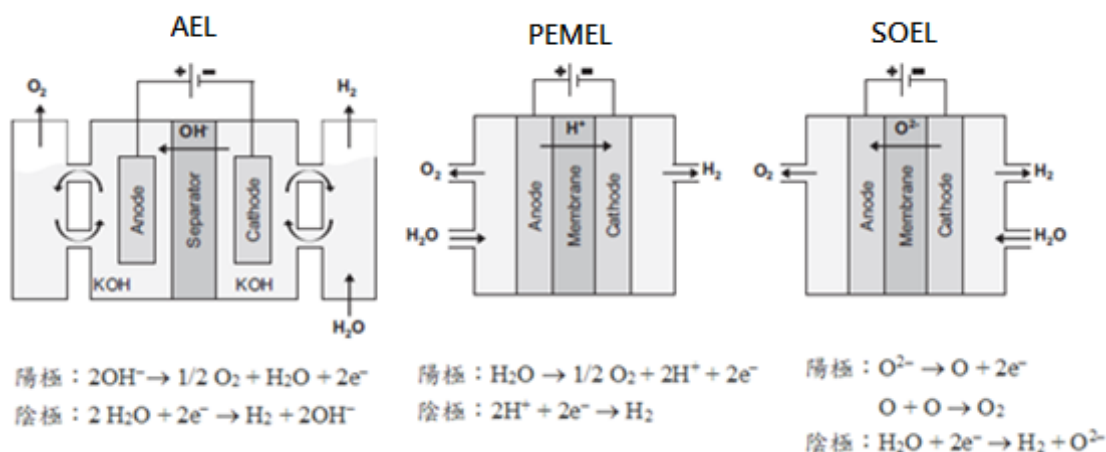 AEL
O₂
+ −
H₂
OH⁻
Anode
Separator
Cathode
KOH
KOH
H₂O
陽極：2OH⁻→ 1/2 O₂ + H₂O + 2e⁻
陰極：2 H₂O + 2e⁻ → H₂ + 2OH⁻
PEMEL
+ −
H⁺
O₂
H₂
H₂O
Anode
Membrane
Cathode
陽極：H₂O → 1/2 O₂ + 2H⁺ + 2e⁻
陰極：2H⁺ + 2e⁻ → H₂
SOEL
+ −
O²⁻
O₂
H₂
H₂O
Anode
Membrane
Cathode
陽極：O²⁻ → O + 2e⁻
O + O → O₂
陰極：H₂O + 2e⁻ → H₂ + O²⁻